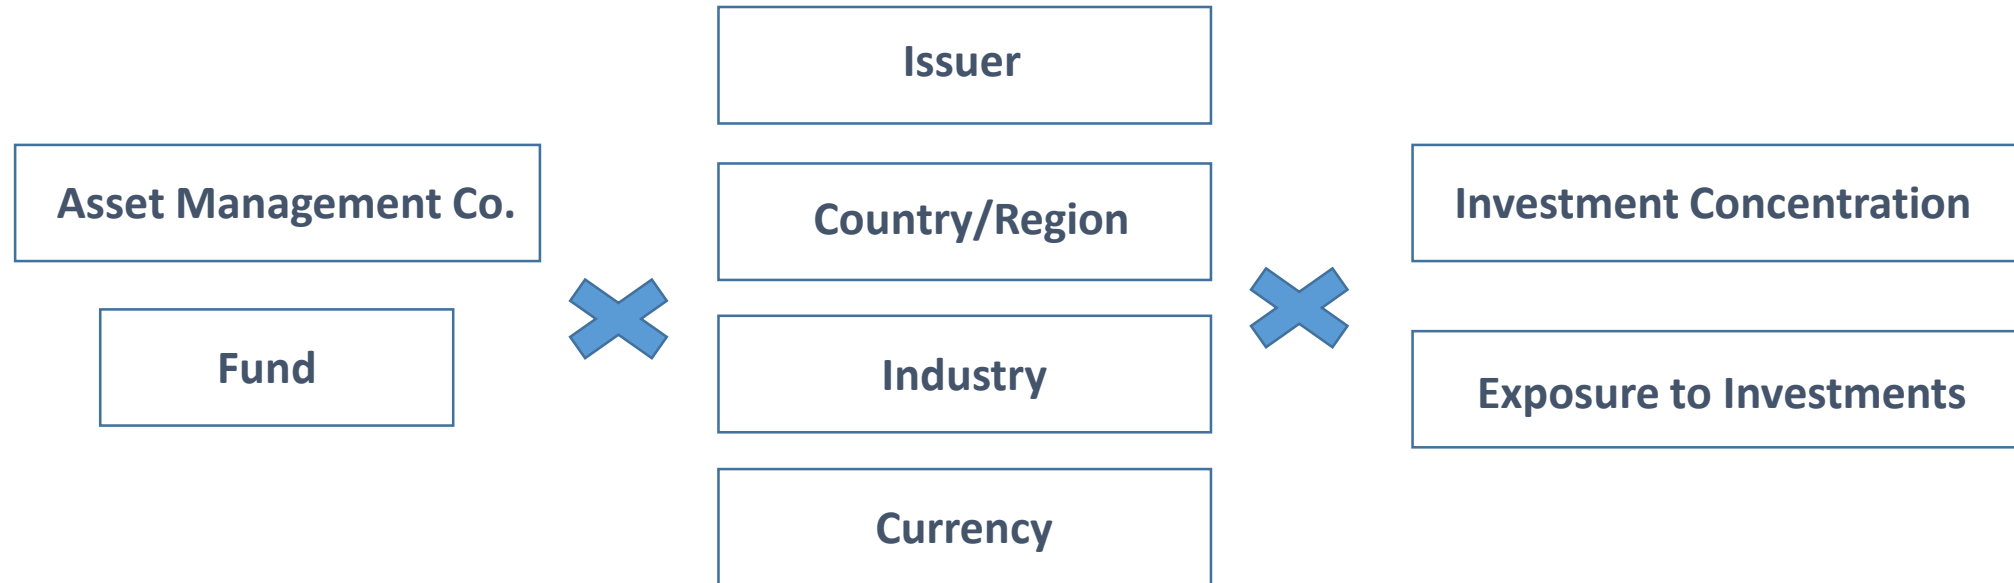 Asset Management Co.
Fund
Issuer
Country/Region
Industry
Currency
Investment Concentration
Exposure to Investments